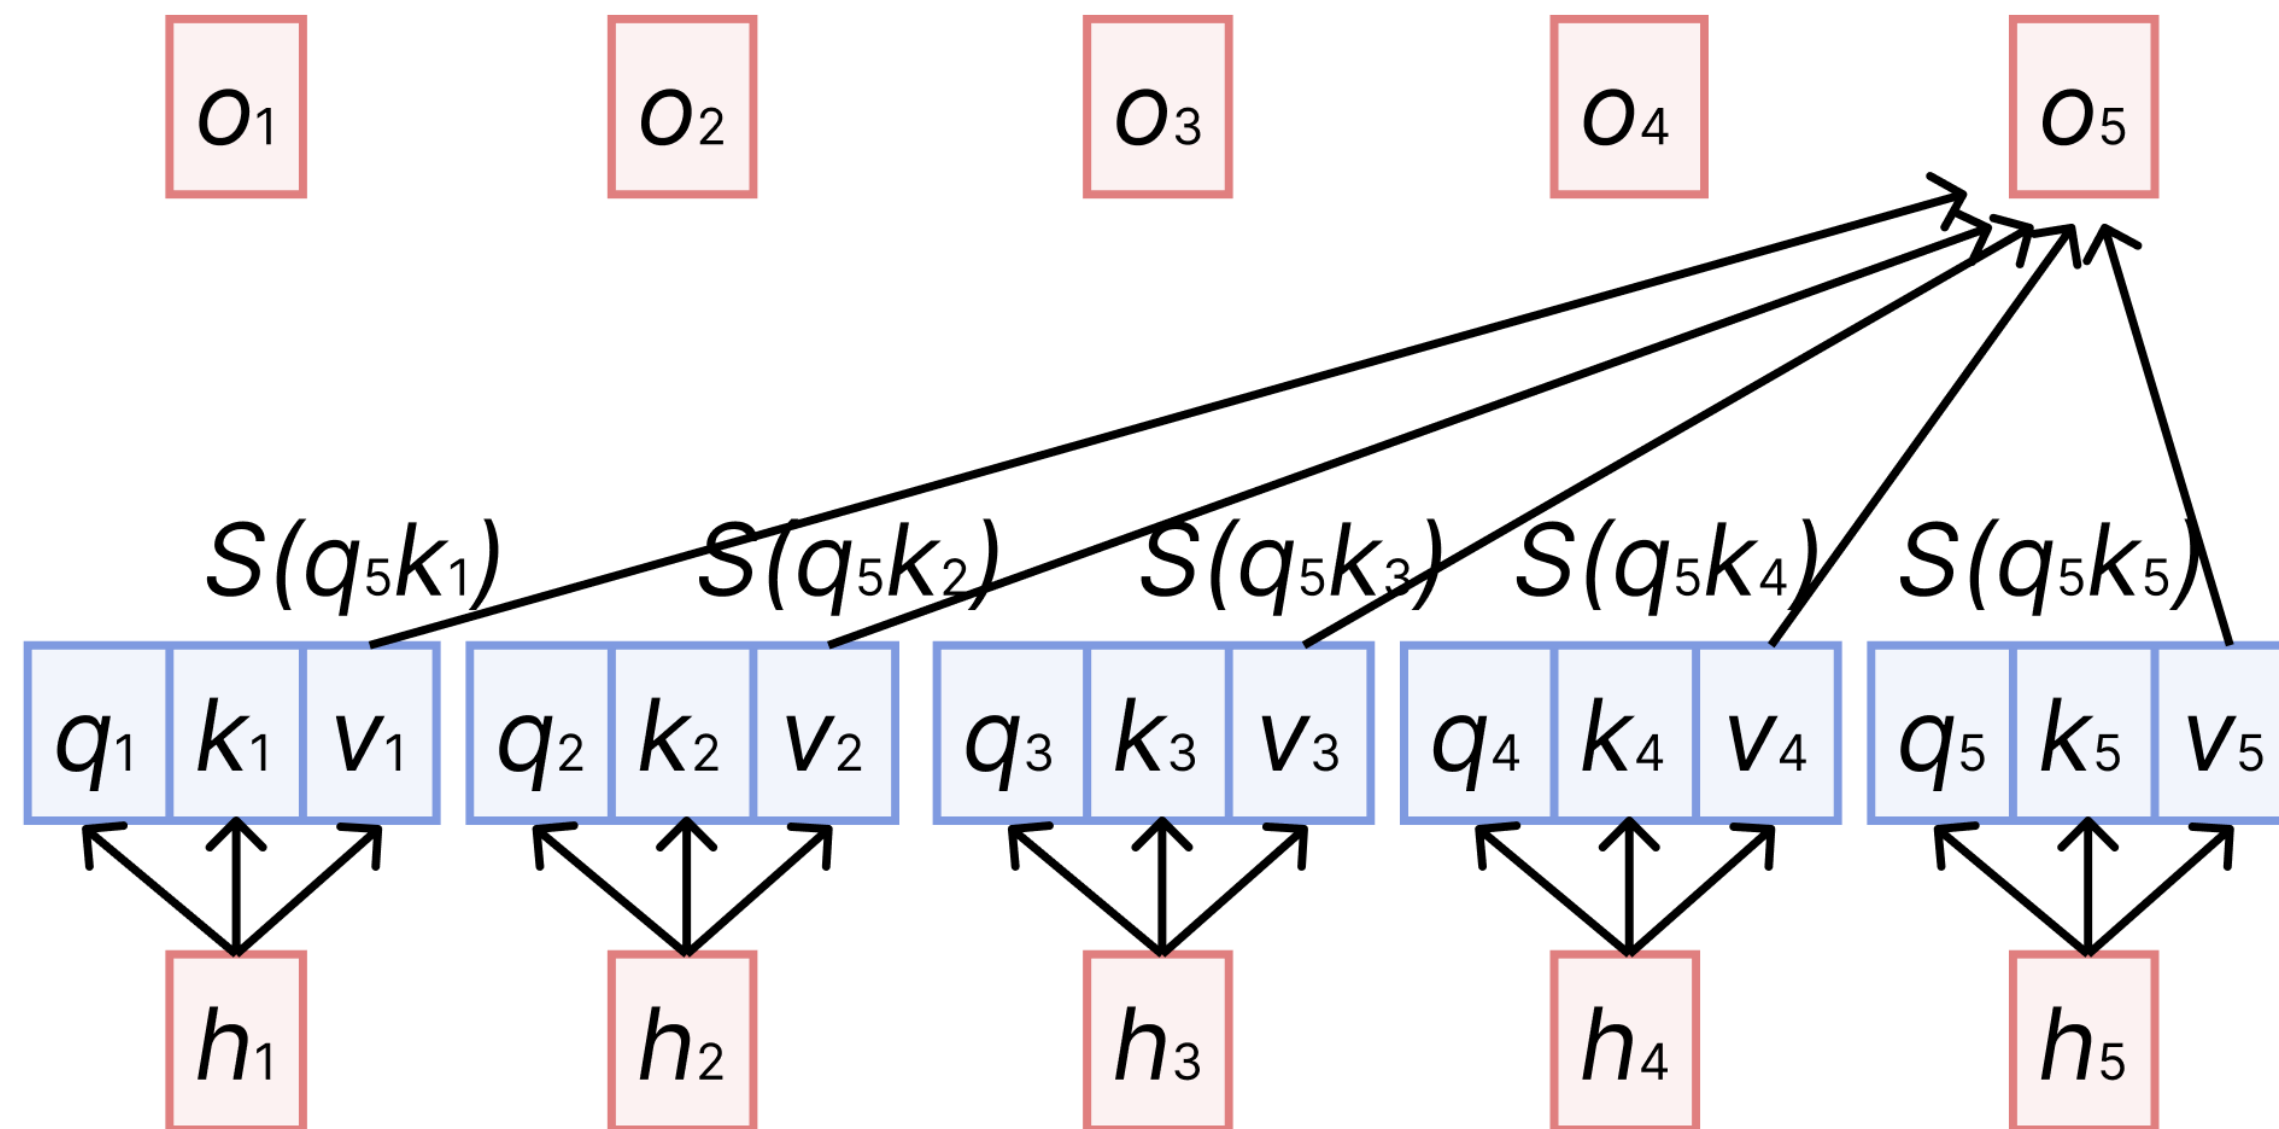 o1 o2 o3 o4 o5
S(q5k1) S(q5k2) S(q5k3) S(q5k4) S(q5k5)
q1 k1 v1 q2 k2 v2 q3 k3 v3 q4 k4 v4 q5 k5 v5
h1 h2 h3 h4 h5